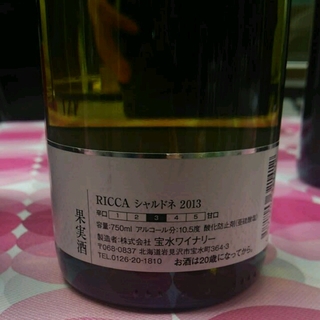 果実酒
RICCA シャルドネ 2013
辛口 1 2 3 4 5 甘口
容量:750ml アルコール分:10.5度 酸化防止剤(亜硫酸塩)
製造者:株式会社 宝水ワイナリー
〒068-0837 北海道岩見沢市宝水町364-3
TEL.0126-20-1810 お酒は20歳になってから。